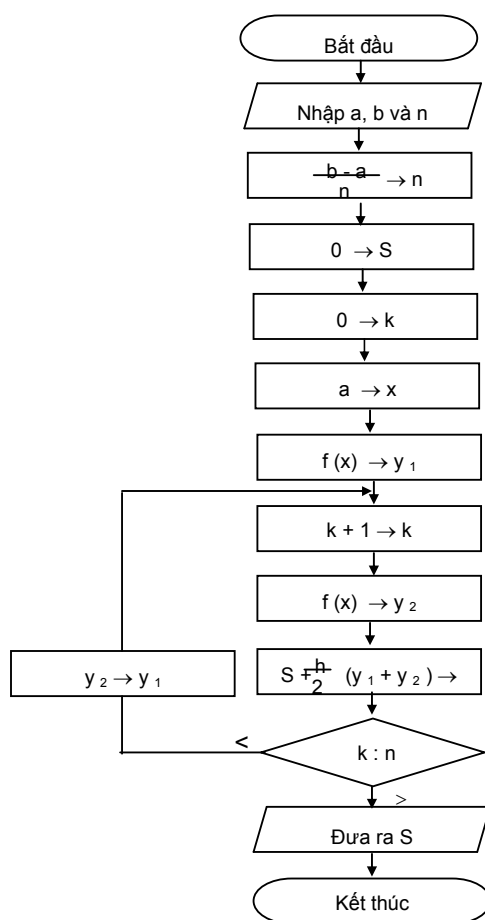 Bắt đầu
Nhập a, b và n
b - a
n
→ n
0 → S
0 → k
a → x
f (x) → y 1
k + 1 → k
f (x) → y 2
y 2 → y 1
S + h
2
(y 1 + y 2 ) →
<
k : n
>
Đưa ra S
Kết thúc